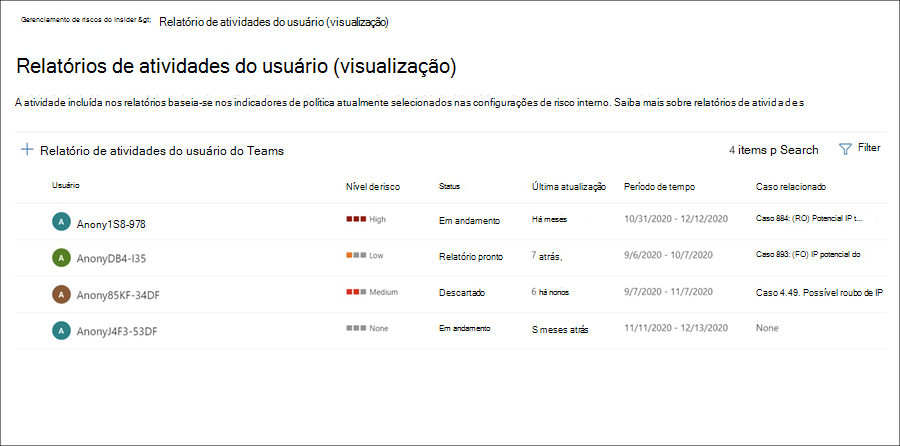 Gerenciamento de riscos do Insider &gt; Relatório de atividades do usuário (visualização)
Relatórios de atividades do usuário (visualização)
A atividade incluída nos relatórios baseia-se nos indicadores de política atualmente selecionados nas configurações de risco interno. Saiba mais sobre relatórios de atividades
+ Relatório de atividades do usuário do Teams 4 items p Search Filter
Usuário Nível de risco Status Última atualização Período de tempo Caso relacionado
A Anony1S8-978 High Em andamento Há meses 10/31/2020 - 12/12/2020 Caso 884: (RO) Potencial IP t...
A AnonyDB4-I35 Low Relatório pronto 7 atrás, 9/6/2020 - 10/7/2020 Caso 893: (FO) IP potencial do
A Anony85KF-34DF Medium Descartado 6 há nonos 9/7/2020 - 11/7/2020 Caso 4.49. Possível roubo de IP
A AnonyJ4F3-53DF None Em andamento S meses atrás 11/11/2020 - 12/13/2020 None